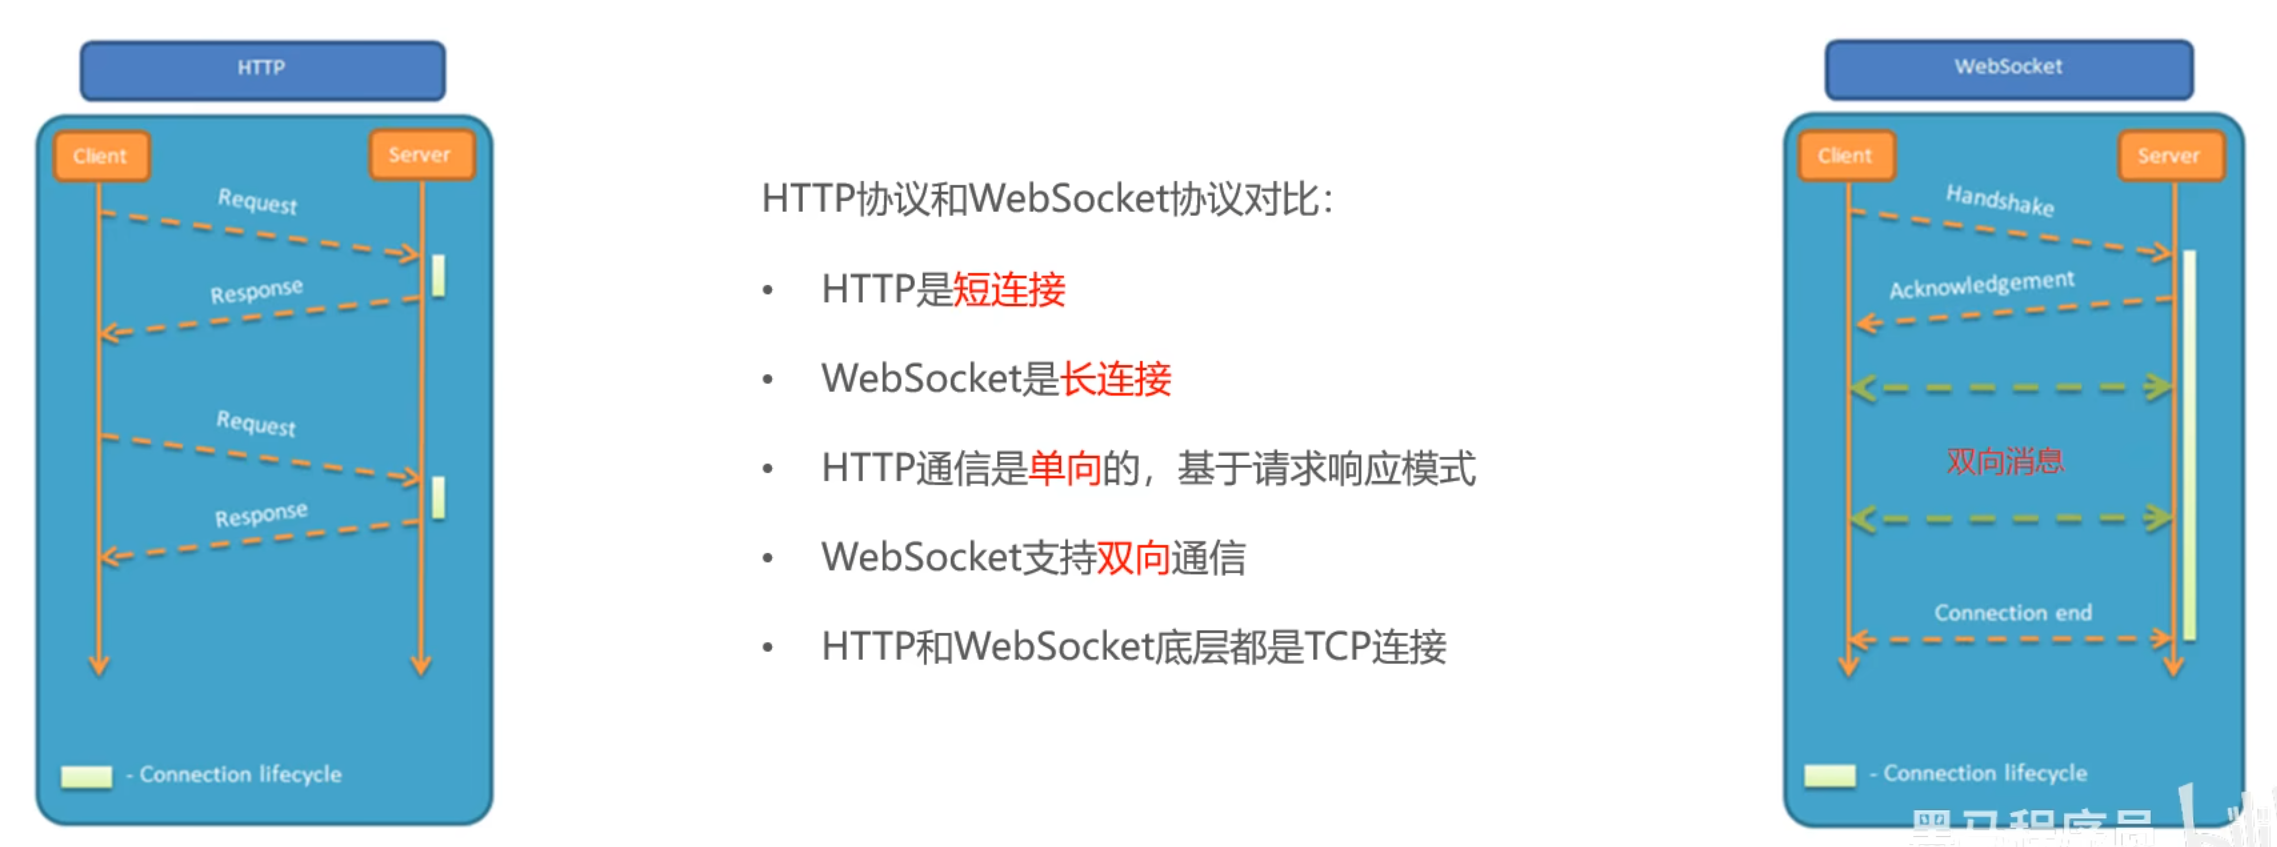 HTTP
Client
Server
Request
Response
Request
Response
- Connection lifecycle
HTTP协议和WebSocket协议对比：
• HTTP是短连接
• WebSocket是长连接
• HTTP通信是单向的，基于请求响应模式
• WebSocket支持双向通信
• HTTP和WebSocket底层都是TCP连接
WebSocket
Client
Server
Handshake
Acknowledgement
双向消息
Connection end
- Connection lifecycle
黑马程序员